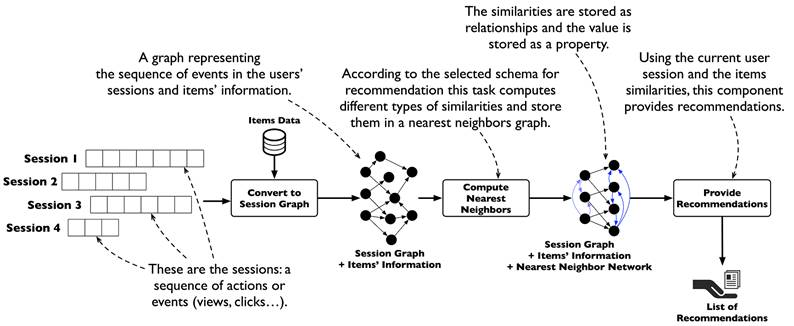 The similarities are stored as
relationships and the value is
stored as a property.
A graph representing
the sequence of events in the users'
sessions and items' information.
According to the selected schema for
recommendation this task computes
different types of similarities and store
them in a nearest neighbors graph.
Using the current user
session and the items
similarities, this component
provides recommendations.
Items Data
Session 1
Session 2
Session 3
Session 4
Convert to
Session Graph
Compute
Nearest
Neighbors
Provide
Recommendations
Session Graph
+ Items' Information
Session Graph
+ Items' Information
+ Nearest Neighbor Network
These are the sessions: a
sequence of actions or
events (views, clicks...).
List of
Recommendations